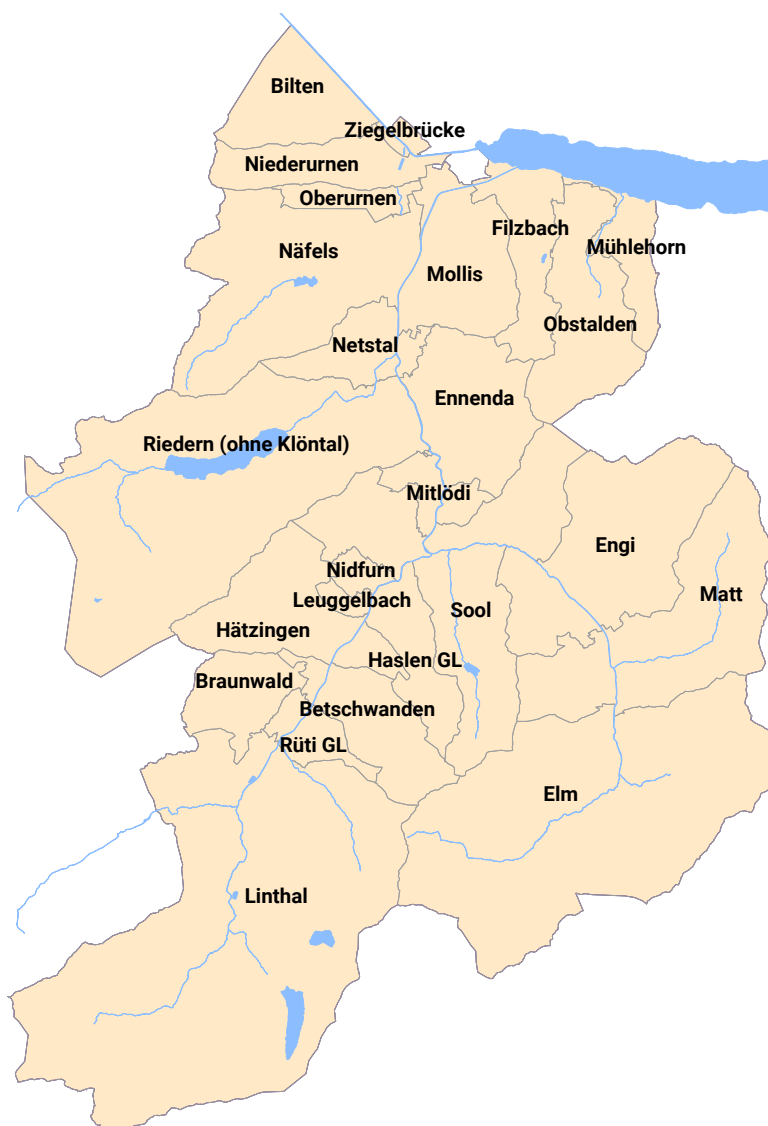 Bilten
Ziegelbrücke
Niederurnen
Oberurnen
Filzbach
Mühlehorn
Näfels
Mollis
Obstalden
Netstal
Ennenda
Riedern (ohne Klöntal)
Mitlödi
Engi
Nidfurn
Matt
Leuggelbach
Sool
Hätzingen
Haslen GL
Braunwald
Betschwanden
Rüti GL
Elm
Linthal